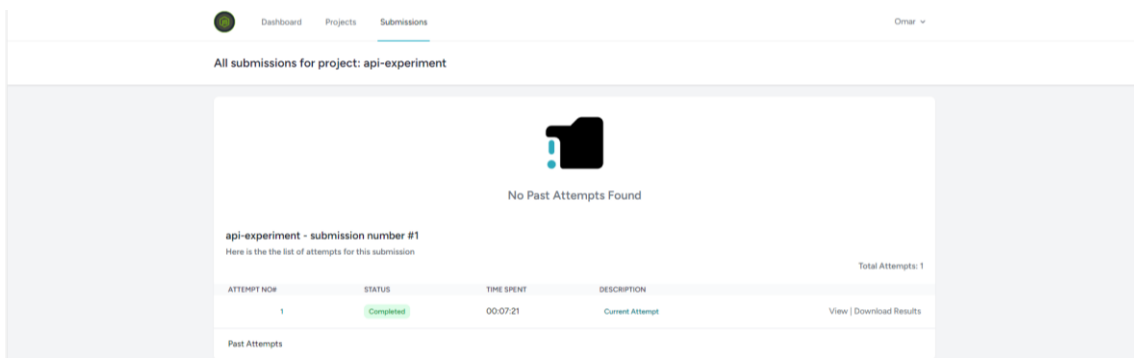 Dashboard Projects Submissions Omar
All submissions for project: api-experiment
No Past Attempts Found
api-experiment - submission number #1
Here is the the list of attempts for this submission
Total Attempts: 1
ATTEMPT NO# STATUS TIME SPENT DESCRIPTION
1 Completed 00:07:21 Current Attempt View | Download Results
Past Attempts